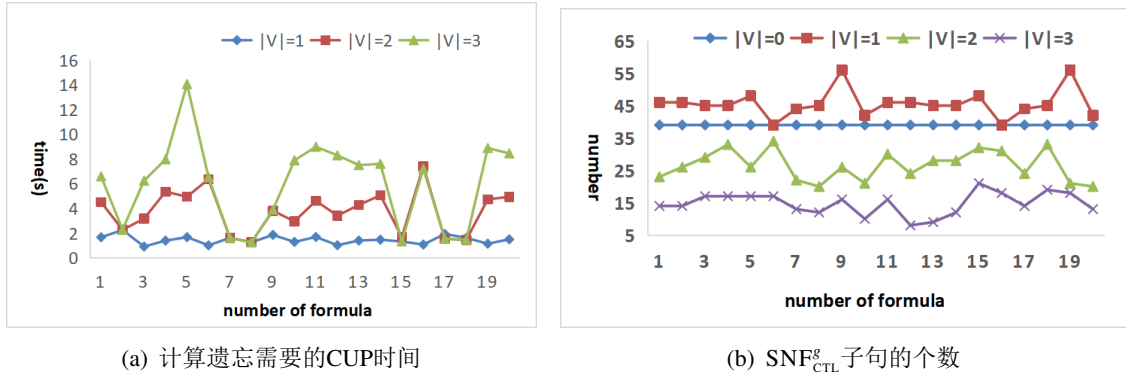 |V|=1 |V|=2 |V|=3
16
14
12
10
8
6
4
2
0
time(s)
1 3 5 7 9 11 13 15 17 19
number of formula
(a) 计算遗忘需要的CUP时间
|V|=0 |V|=1 |V|=2 |V|=3
65
55
45
35
25
15
5
number
1 3 5 7 9 11 13 15 17 19
number of formula
(b) SNF^g_CTL子句的个数